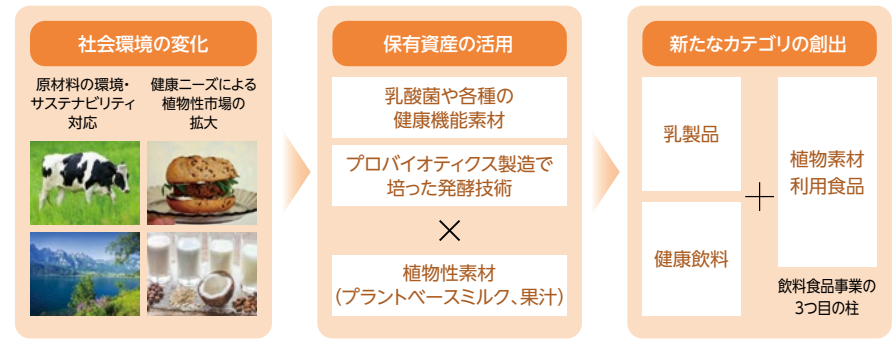 社会環境の変化
原材料の環境・
サステナビリティ
対応
健康ニーズによる
植物性市場の
拡大
保有資産の活用
乳酸菌や各種の
健康機能素材
プロバイオティクス製造で
培った発酵技術
×
植物性素材
（プラントベースミルク、果汁）
新たなカテゴリの創出
乳製品
健康飲料
+
植物素材
利用食品
飲料食品事業の
3つ目の柱